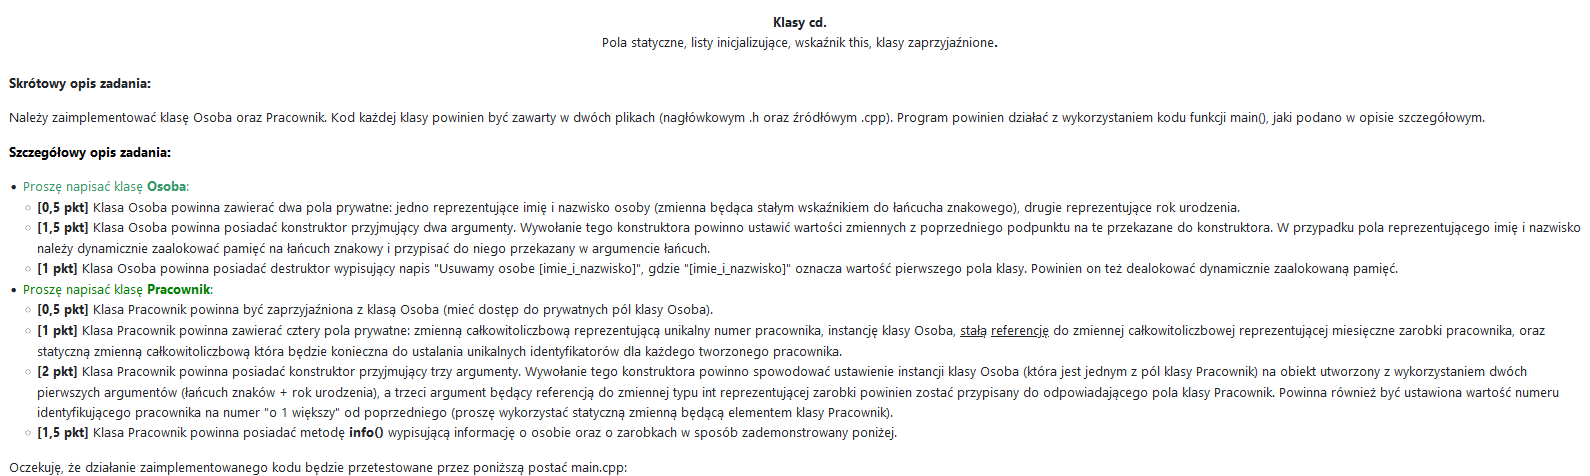 Klasy cd.
Pola statyczne, listy inicjalizujące, wskaźnik this, klasy zaprzyjaźnione.
Skrótowy opis zadania:
Należy zaimplementować klasę Osoba oraz Pracownik. Kod każdej klasy powinien być zawarty w dwóch plikach (nagłówkowym .h oraz źródłówym .cpp). Program powinien działać z wykorzystaniem kodu funkcji main(), jaki podano w opisie szczegółowym.
Szczegółowy opis zadania:
• Proszę napisać klasę Osoba:
◦ [0,5 pkt] Klasa Osoba powinna zawierać dwa pola prywatne: jedno reprezentujące imię i nazwisko osoby (zmienna będąca stałym wskaźnikiem do łańcucha znakowego), drugie reprezentujące rok urodzenia.
◦ [1,5 pkt] Klasa Osoba powinna posiadać konstruktor przyjmujący dwa argumenty. Wywołanie tego konstruktora powinno ustawić wartości zmiennych z poprzedniego podpunktu na te przekazane do konstruktora. W przypadku pola reprezentującego imię i nazwisko
należy dynamicznie zaalokować pamięć na łańcuch znakowy i przypisać do niego przekazany w argumencie łańcuch.
◦ [1 pkt] Klasa Osoba powinna posiadać destruktor wypisujący napis "Usuwamy osobe [imie_i_nazwisko]", gdzie "[imie_i_nazwisko]" oznacza wartość pierwszego pola klasy. Powinien on też dealokować dynamicznie zaalokowaną pamięć.
• Proszę napisać klasę Pracownik:
◦ [0,5 pkt] Klasa Pracownik powinna być zaprzyjaźniona z klasą Osoba (mieć dostęp do prywatnych pól klasy Osoba).
◦ [1 pkt] Klasa Pracownik powinna zawierać cztery pola prywatne: zmienną całkowitoliczbową reprezentującą unikalny numer pracownika, instancję klasy Osoba, stałą referencję do zmiennej całkowitoliczbowej reprezentującej miesięczne zarobki pracownika, oraz
statyczną zmienną całkowitoliczbową która będzie konieczna do ustalania unikalnych identyfikatorów dla każdego tworzonego pracownika.
◦ [2 pkt] Klasa Pracownik powinna posiadać konstruktor przyjmujący trzy argumenty. Wywołanie tego konstruktora powinno spowodować ustawienie instancji klasy Osoba (która jest jednym z pól klasy Pracownik) na obiekt utworzony z wykorzystaniem dwóch
pierwszych argumentów (łańcuch znaków + rok urodzenia), a trzeci argument będący referencją do zmiennej typu int reprezentującej zarobki powinien zostać przypisany do odpowiadającego pola klasy Pracownik. Powinna również być ustawiona wartość numeru
identyfikującego pracownika na numer "o 1 większy" od poprzedniego (proszę wykorzystać statyczną zmienną będącą elementem klasy Pracownik).
◦ [1,5 pkt] Klasa Pracownik powinna posiadać metodę info() wypisującą informację o osobie oraz o zarobkach w sposób zademonstrowany poniżej.
Oczekuję, że działanie zaimplementowanego kodu będzie przetestowane przez poniższą postać main.cpp: